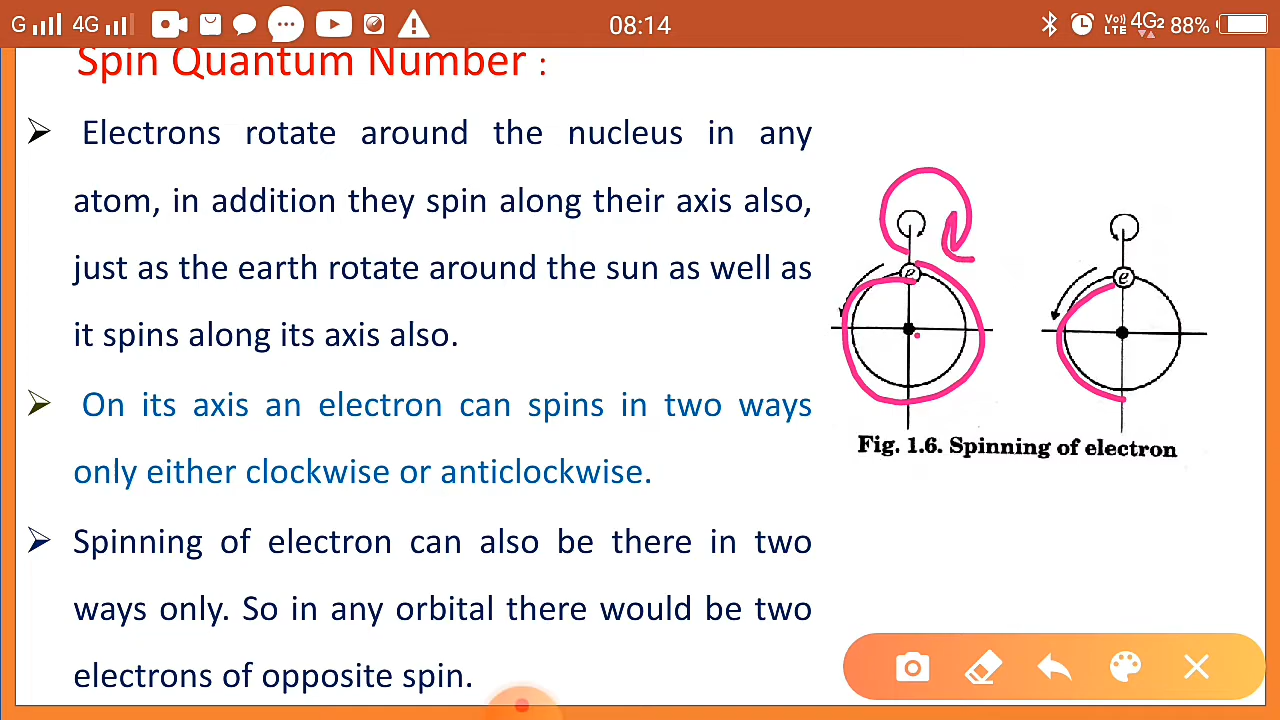 G 4G 08:14 Vo)) LTE 4G2 88%
Spin Quantum Number :
➢ Electrons rotate around the nucleus in any
atom, in addition they spin along their axis also,
just as the earth rotate around the sun as well as
it spins along its axis also.
➢ On its axis an electron can spins in two ways
only either clockwise or anticlockwise.
➢ Spinning of electron can also be there in two
ways only. So in any orbital there would be two
electrons of opposite spin.
e
e
Fig. 1.6. Spinning of electron